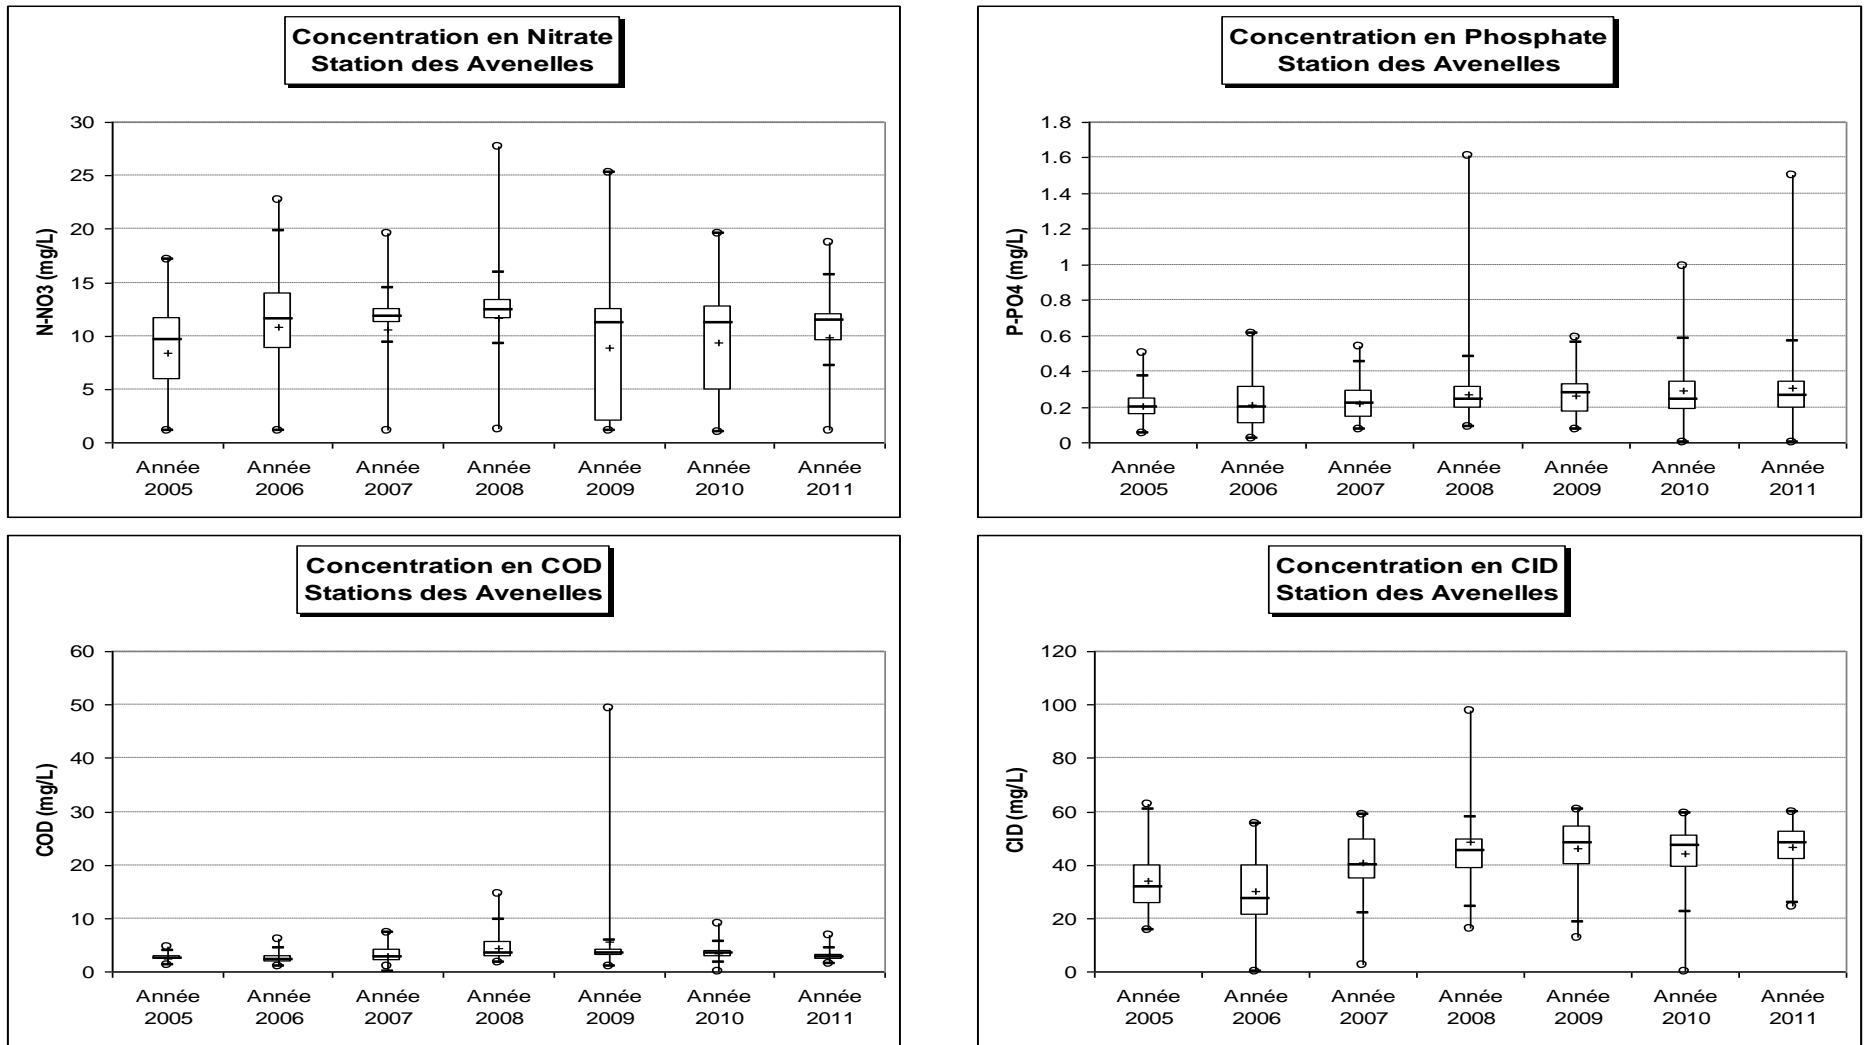 Concentration en Nitrate
Station des Avenelles
N-NO3 (mg/L)
30
25
20
15
10
5
0
Année Année Année Année Année Année Année
2005 2006 2007 2008 2009 2010 2011
Concentration en Phosphate
Station des Avenelles
P-PO4 (mg/L)
1.8
1.6
1.4
1.2
1
0.8
0.6
0.4
0.2
0
Année Année Année Année Année Année Année
2005 2006 2007 2008 2009 2010 2011
Concentration en COD
Stations des Avenelles
COD (mg/L)
60
50
40
30
20
10
0
Année Année Année Année Année Année Année
2005 2006 2007 2008 2009 2010 2011
Concentration en CID
Station des Avenelles
CID (mg/L)
120
100
80
60
40
20
0
Année Année Année Année Année Année Année
2005 2006 2007 2008 2009 2010 2011